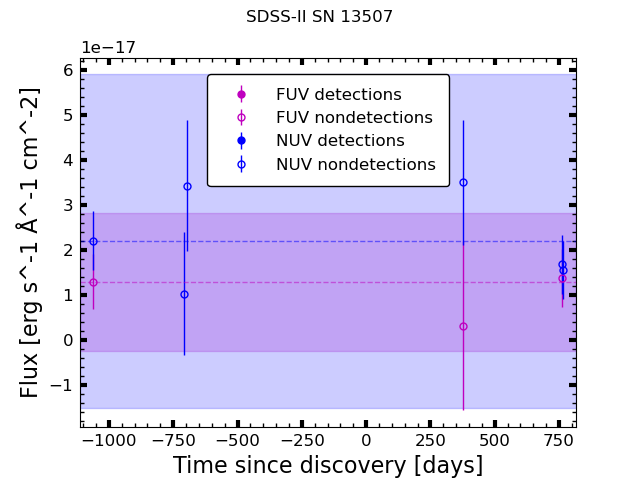 SDSS-II SN 13507
1e−17
FUV detections
FUV nondetections
NUV detections
NUV nondetections
6
5
4
3
2
1
0
−1
Flux [erg s^-1 Å^-1 cm^-2]
−1000 −750 −500 −250 0 250 500 750
Time since discovery [days]